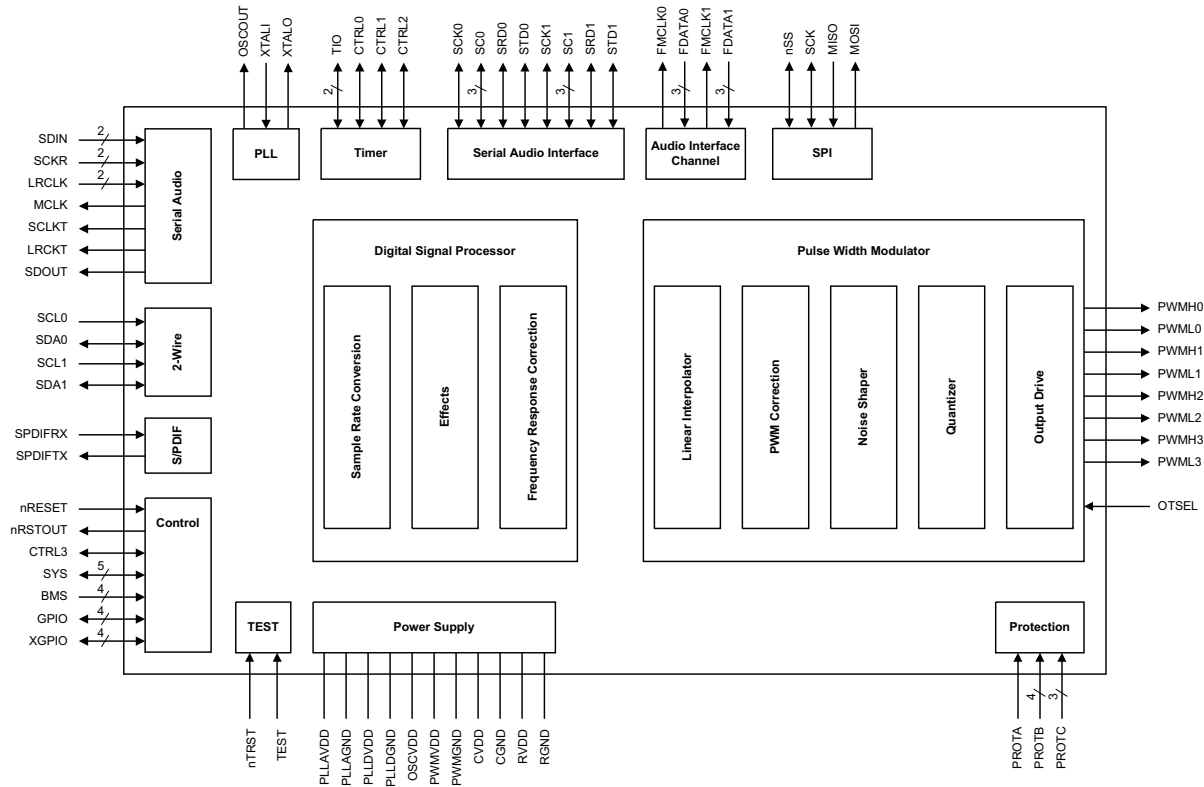 OSCOUT
XTALI
XTALO
TIO
CTRL0
CTRL1
CTRL2
SCK0
SC0
SRD0
STD0
SCK1
SC1
SRD1
STD1
FMCLK0
FDATA0
FMCLK1
FDATA1
nSS
SCK
MISO
MOSI
2
3
3
3
3
PLL
Timer
Serial Audio Interface
Audio Interface
Channel
SPI
SDIN
2
SCKR
2
LRCLK
2
MCLK
SCLKT
LRCKT
SDOUT
Serial Audio
SCL0
SDA0
SCL1
SDA1
2-Wire
SPDIFRX
SPDIFTX
S/PDIF
nRESET
nRSTOUT
CTRL3
SYS
5
BMS
4
GPIO
4
XGPIO
4
Control
Digital Signal Processor
Sample Rate Conversion
Effects
Frequency Response Correction
Pulse Width Modulator
Linear Interpolator
PWM Correction
Noise Shaper
Quantizer
Output Drive
PWMH0
PWML0
PWMH1
PWML1
PWMH2
PWML2
PWMH3
PWML3
OTSEL
TEST
Power Supply
Protection
nTRST
TEST
PLLAVDD
PLLAGND
PLLDVDD
PLLDGND
OSCVDD
PWMVDD
PWMGND
CVDD
CGND
RVDD
RGND
4
3
PROTA
PROTB
PROTC